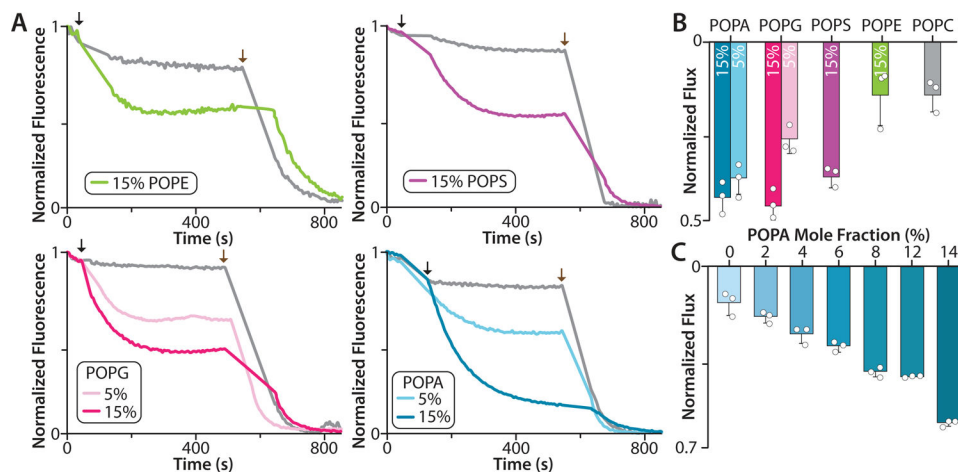 A
Normalized Fluorescence
1
0
15% POPE
0
400
800
Time (s)
Normalized Fluorescence
1
0
15% POPS
0
400
800
Time (s)
Normalized Fluorescence
1
0
POPG
5%
15%
0
400
800
Time (s)
Normalized Fluorescence
1
0
POPA
5%
15%
0
400
800
Time (s)
B
POPA POPG POPS POPE POPC
0
15% 5% 15% 5% 15% 15%
Normalized Flux
0.5
POPA Mole Fraction (%)
C
0 2 4 6 8 12 14
0
Normalized Flux
0.7